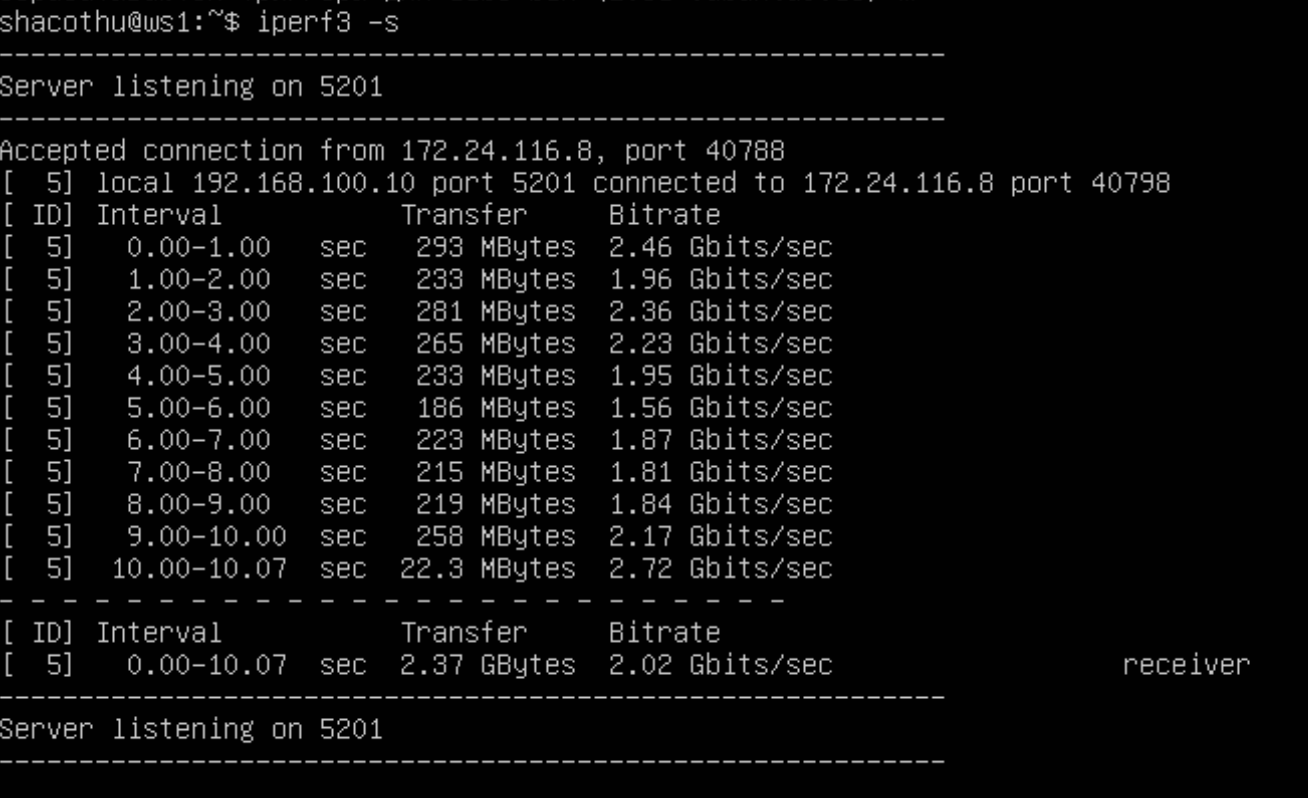 shacothu@ws1:~$ iperf3 -s
-----------------------------------------------------------
Server listening on 5201
-----------------------------------------------------------
Accepted connection from 172.24.116.8, port 40788
[  5] local 192.168.100.10 port 5201 connected to 172.24.116.8 port 40798
[ ID] Interval           Transfer     Bitrate
[  5]   0.00-1.00   sec   293 MBytes  2.46 Gbits/sec
[  5]   1.00-2.00   sec   233 MBytes  1.96 Gbits/sec
[  5]   2.00-3.00   sec   281 MBytes  2.36 Gbits/sec
[  5]   3.00-4.00   sec   265 MBytes  2.23 Gbits/sec
[  5]   4.00-5.00   sec   233 MBytes  1.95 Gbits/sec
[  5]   5.00-6.00   sec   186 MBytes  1.56 Gbits/sec
[  5]   6.00-7.00   sec   223 MBytes  1.87 Gbits/sec
[  5]   7.00-8.00   sec   215 MBytes  1.81 Gbits/sec
[  5]   8.00-9.00   sec   219 MBytes  1.84 Gbits/sec
[  5]   9.00-10.00  sec   258 MBytes  2.17 Gbits/sec
[  5]  10.00-10.07  sec  22.3 MBytes  2.72 Gbits/sec
- - - - - - - - - - - - - - - - - - - - - - - - -
[ ID] Interval           Transfer     Bitrate
[  5]   0.00-10.07  sec  2.37 GBytes  2.02 Gbits/sec                  receiver
-----------------------------------------------------------
Server listening on 5201
-----------------------------------------------------------